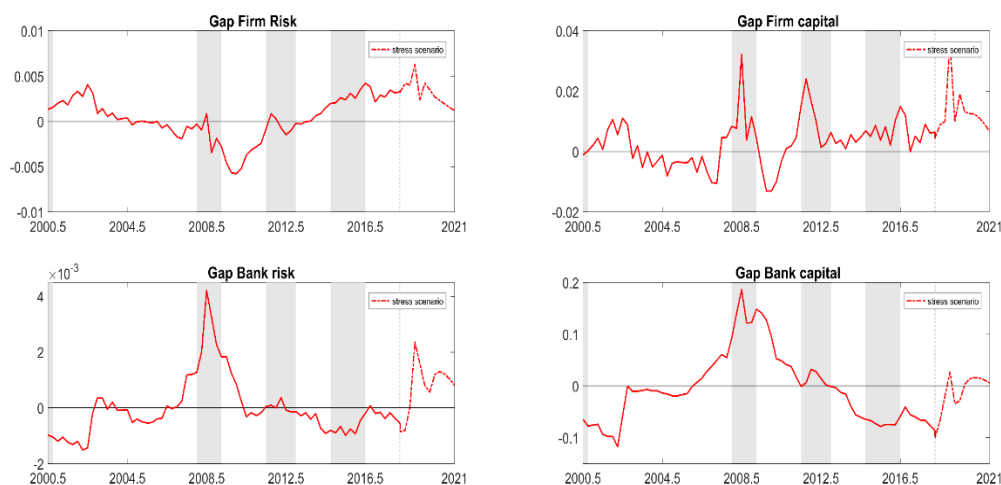 Gap Firm Risk
0.01
0.005
0
-0.005
-0.01
stress scenario
2000.5 2004.5 2008.5 2012.5 2016.5 2021
Gap Firm capital
0.04
0.02
0
-0.02
stress scenario
2000.5 2004.5 2008.5 2012.5 2016.5 2021
Gap Bank risk
×10⁻³
4
2
0
-2
stress scenario
2000.5 2004.5 2008.5 2012.5 2016.5 2021
Gap Bank capital
0.2
0.1
0
-0.1
stress scenario
2000.5 2004.5 2008.5 2012.5 2016.5 2021